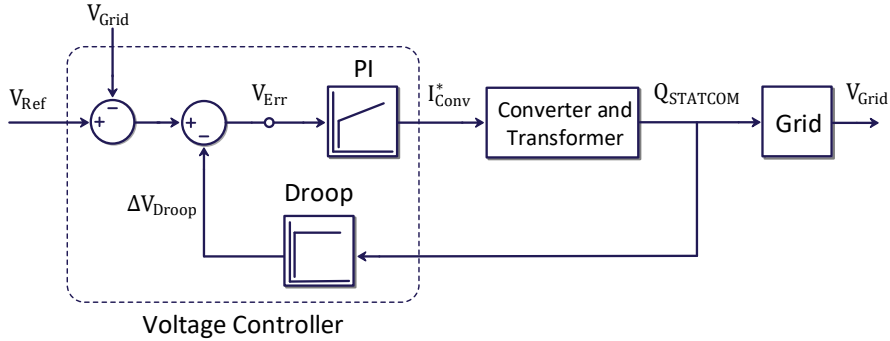 V_Grid
PI
V_Ref
−
V_Err
I*_Conv
Converter and
Transformer
Q_STATCOM
V_Grid
+
+
−
Grid
ΔV_Droop
Droop
Voltage Controller